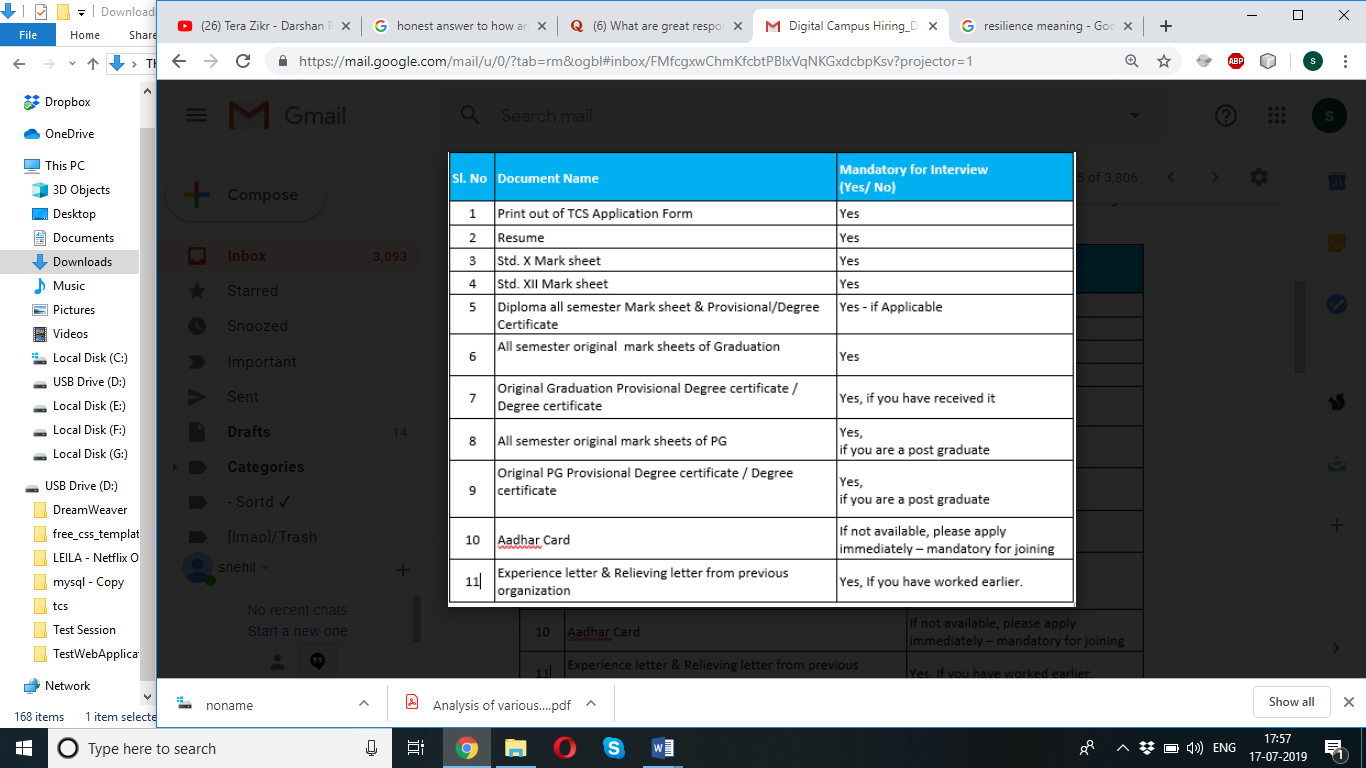 File
Home
Share
Downloads
Th
Dropbox
OneDrive
This PC
3D Objects
Desktop
Documents
Downloads
Music
Pictures
Videos
Local Disk (C:)
USB Drive (D:)
Local Disk (E:)
Local Disk (F:)
Local Disk (G:)
USB Drive (D:)
DreamWeaver
free_css_templat
LEILA - Netflix O
mysql - Copy
tcs
Test Session
TestWebApplica
Network
168 items 1 item selecte
(26) Tera Zikr - Darshan R
honest answer to how ar
(6) What are great respor
Digital Campus Hiring_D
resilience meaning - Goo
https://mail.google.com/mail/u/0/?tab=rm&ogbl#inbox/FMfcgxwChmKfcbtPBlxVqNKGxdcbpKsv?projector=1
ABP
S
Gmail
Search mail
S
Compose
5 of 3,806
Inbox 3,093
Starred
Snoozed
Important
Sent
Drafts 14
Categories
- Sortd ✓
[Imap]/Trash
snehil
No recent chats
Start a new one
Sl. No Document Name Mandatory for Interview
(Yes/ No)
1 Print out of TCS Application Form Yes
2 Resume Yes
3 Std. X Mark sheet Yes
4 Std. XII Mark sheet Yes
5 Diploma all semester Mark sheet & Provisional/Degree Yes - if Applicable
Certificate
6 All semester original mark sheets of Graduation Yes
7 Original Graduation Provisional Degree certificate / Yes, if you have received it
Degree certificate
8 All semester original mark sheets of PG Yes,
if you are a post graduate
9 Original PG Provisional Degree certificate / Degree Yes,
certificate if you are a post graduate
10 Aadhar Card If not available, please apply
immediately – mandatory for joining
11 Experience letter & Relieving letter from previous Yes, If you have worked earlier.
organization
10 Aadhar Card If not available, please apply
immediately – mandatory for joining
11 Experience letter & Relieving letter from previous Yes, If you have worked earlier.
noname
Analysis of various....pdf
Show all
Type here to search
ENG
17:57
17-07-2019
1